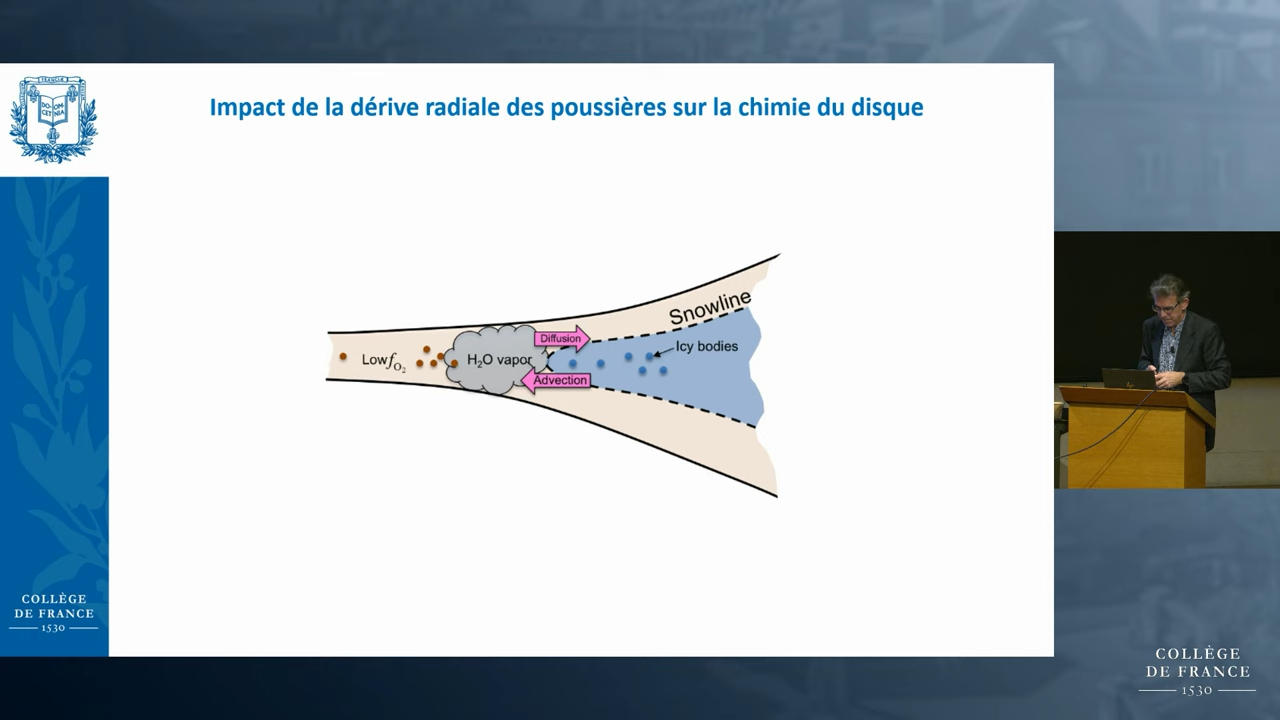 Impact de la dérive radiale des poussières sur la chimie du disque
Snowline
Diffusion
Icy bodies
Low fO₂
H₂O vapor
Advection
COLLÈGE
DE FRANCE
1530
COLLÈGE
DE FRANCE
1530